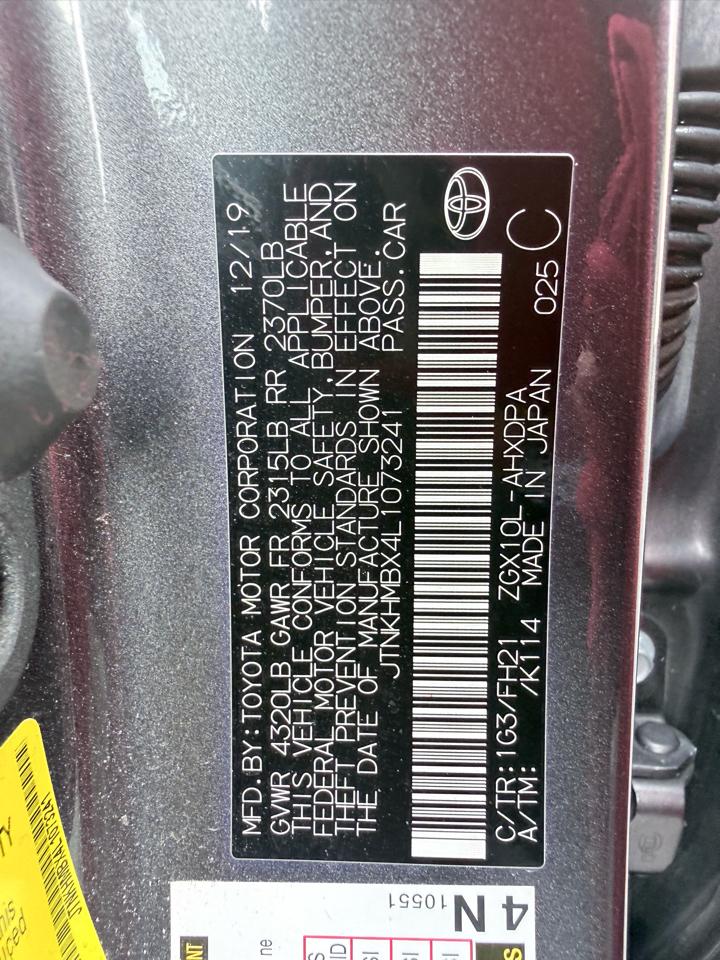 MFD.BY:TOYOTA MOTOR CORPORATION 12/19
GVWR 4320LB GAWR FR 2315LB RR 2370LB
THIS VEHICLE CONFORMS TO ALL APPLICABLE
FEDERAL MOTOR VEHICLE SAFETY,BUMPER,AND
THEFT PREVENTION STANDARDS IN EFFECT ON
THE DATE OF MANUFACTURE SHOWN ABOVE.
JTNKHMBX4L1073241 PASS.CAR
C/TR:1G3/FH21 ZGX10L-AHXDPA 025 C
A/TM: /K114 MADE IN JAPAN
JTNKHMBX4L1073241
10551
4N